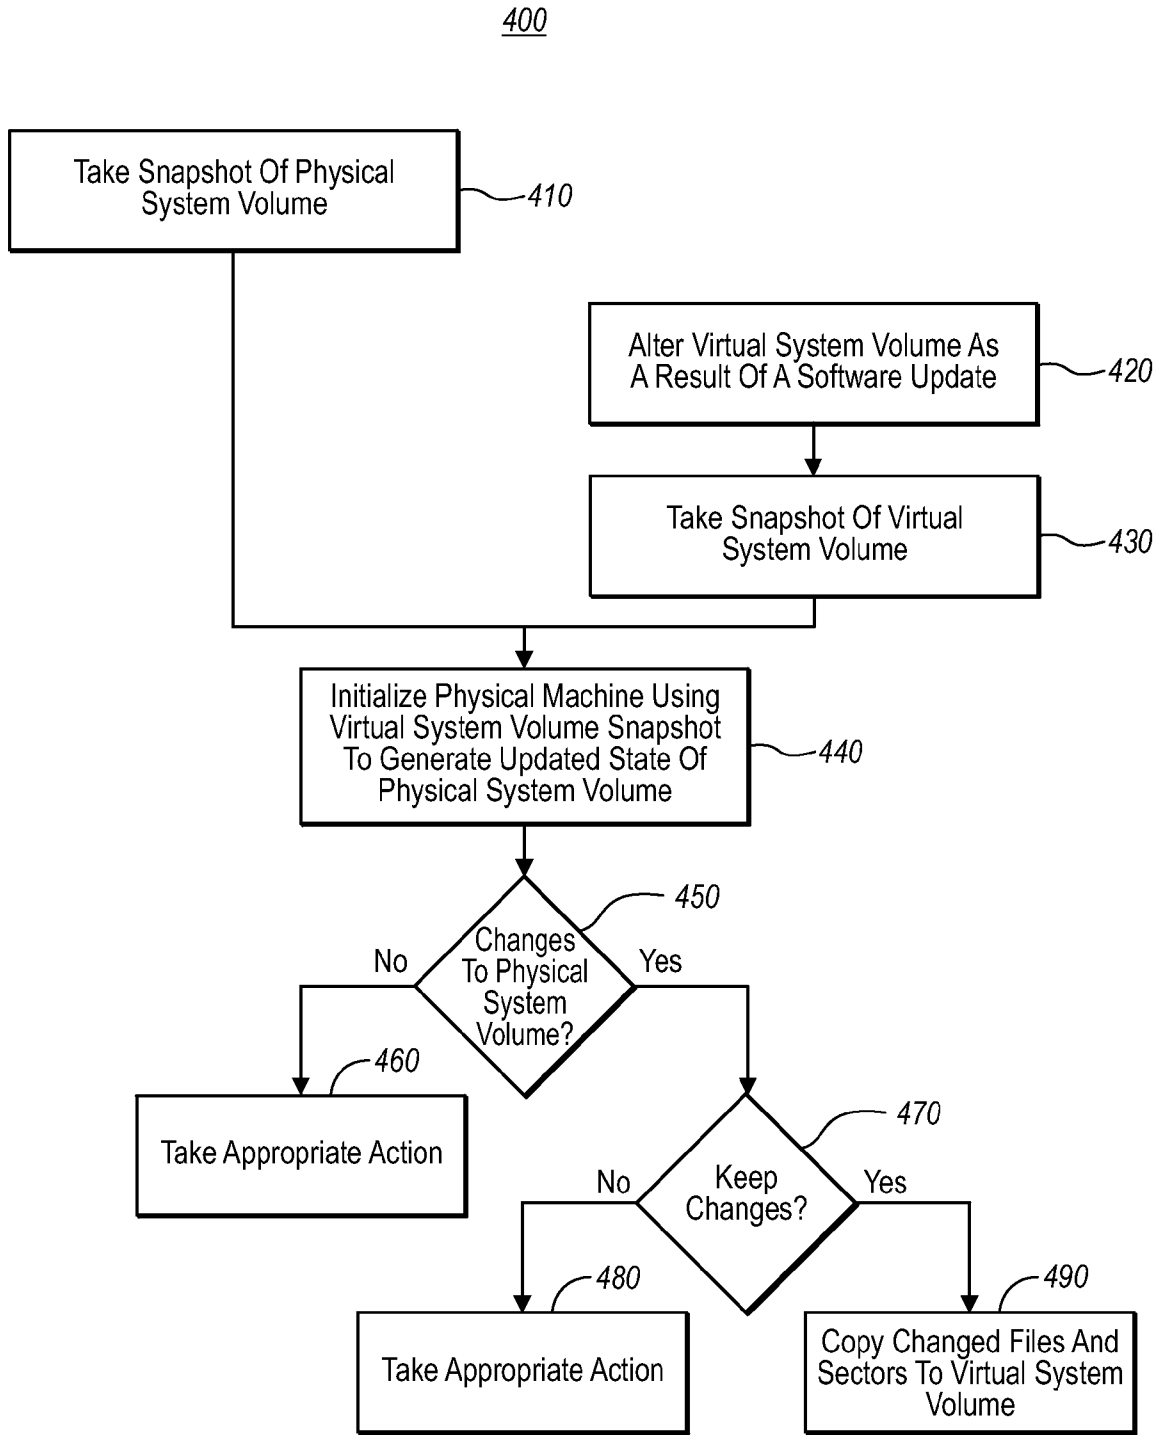 400
Take Snapshot Of Physical
System Volume
410
Alter Virtual System Volume As
A Result Of A Software Update
420
Take Snapshot Of Virtual
System Volume
430
Initialize Physical Machine Using
Virtual System Volume Snapshot
To Generate Updated State Of
Physical System Volume
440
450
Changes
To Physical
System
Volume?
No
Yes
460
Take Appropriate Action
470
Keep
Changes?
No
Yes
480
Take Appropriate Action
490
Copy Changed Files And
Sectors To Virtual System
Volume